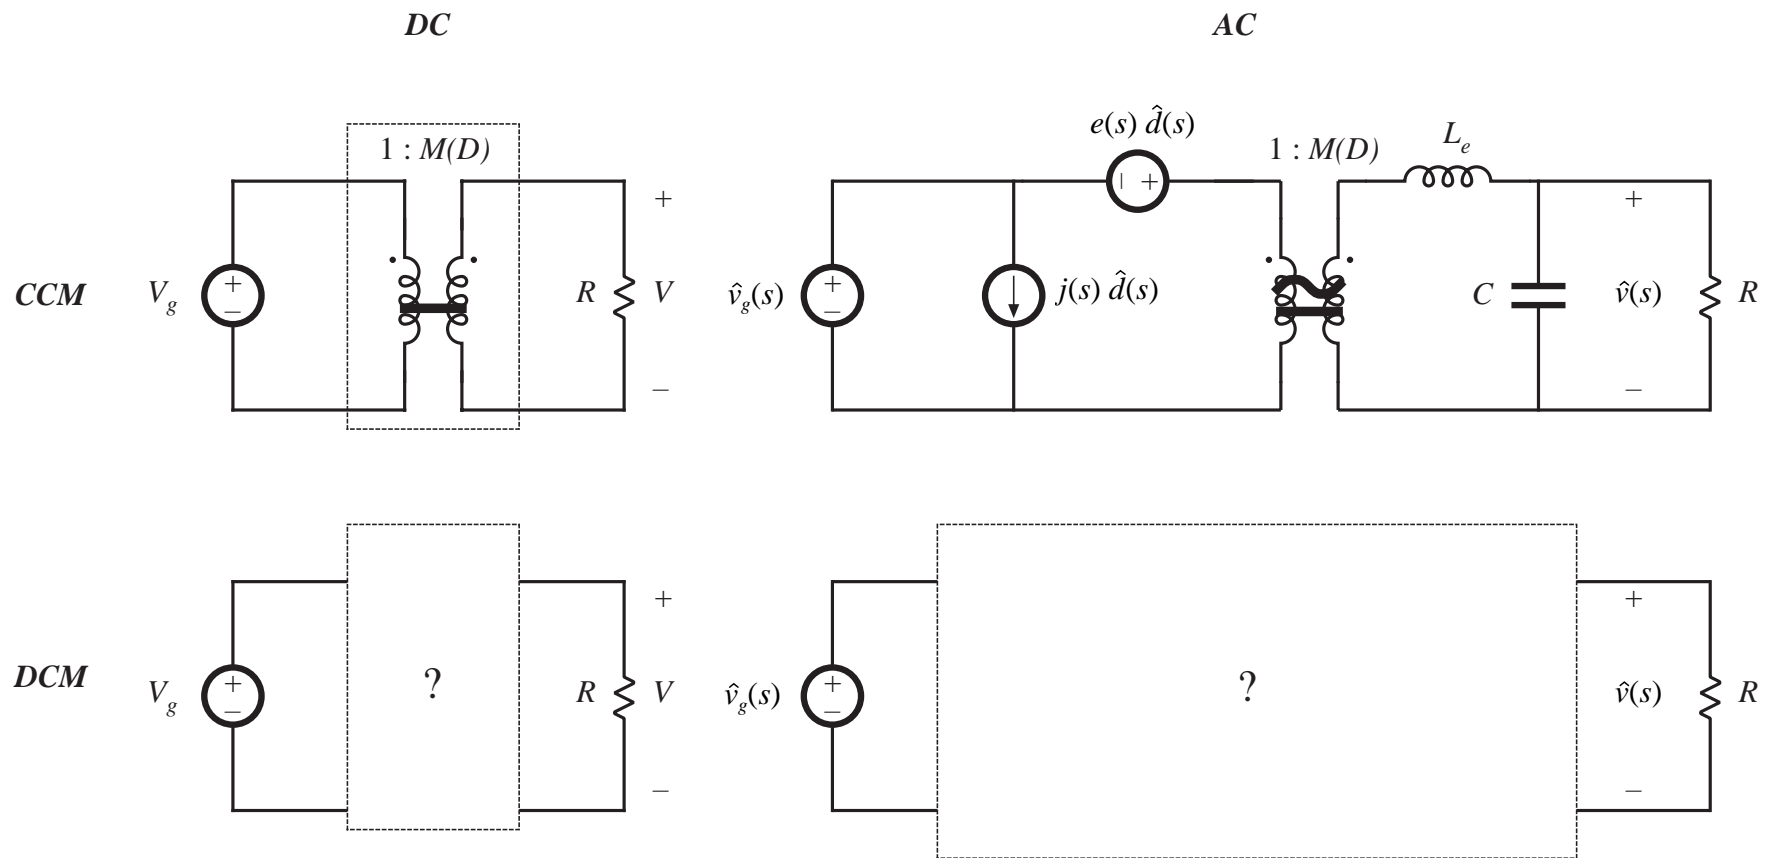 DC
AC
CCM
1 : M(D)
V_g
+
−
R
+
V
−
e(s) d̂(s)
1 : M(D)
L_e
v̂_g(s)
+
−
j(s) d̂(s)
− +
C
+
v̂(s)
−
R
DCM
V_g
+
−
?
R
+
V
−
v̂_g(s)
+
−
?
+
v̂(s)
−
R